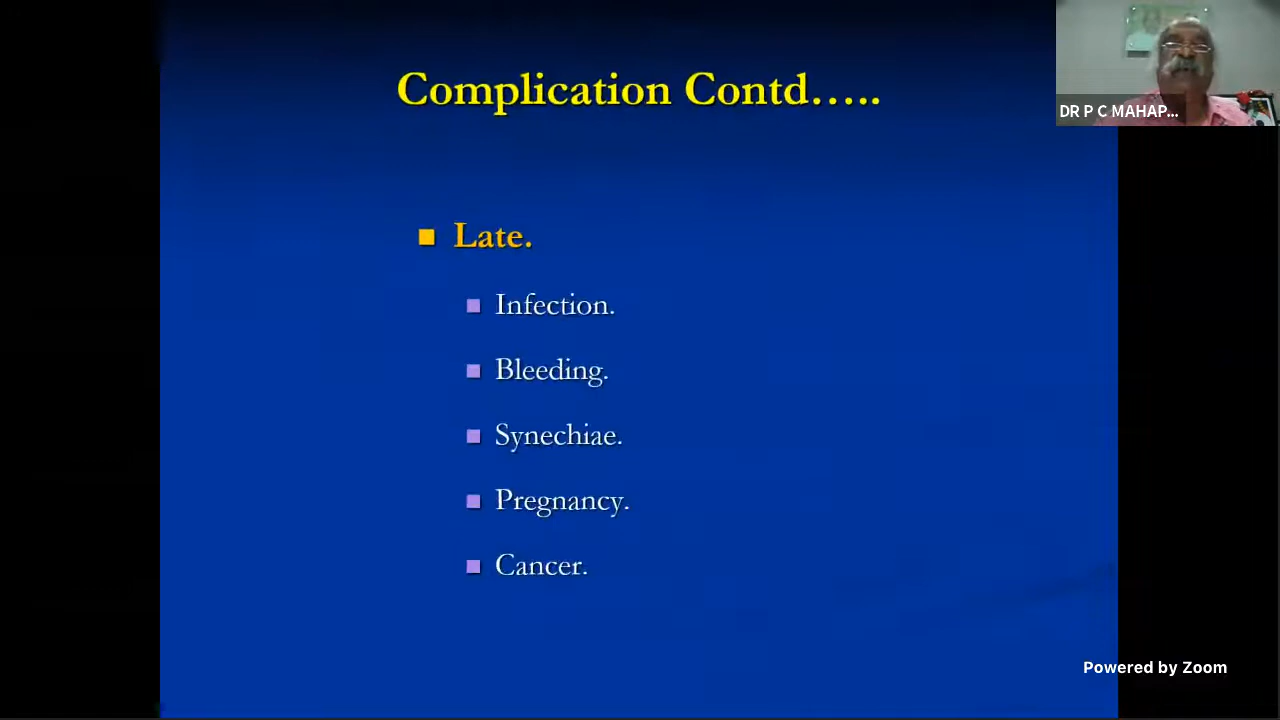 Complication Contd.....
DR P C MAHAP...
Late.
Infection.
Bleeding.
Synechiae.
Pregnancy.
Cancer.
Powered by Zoom